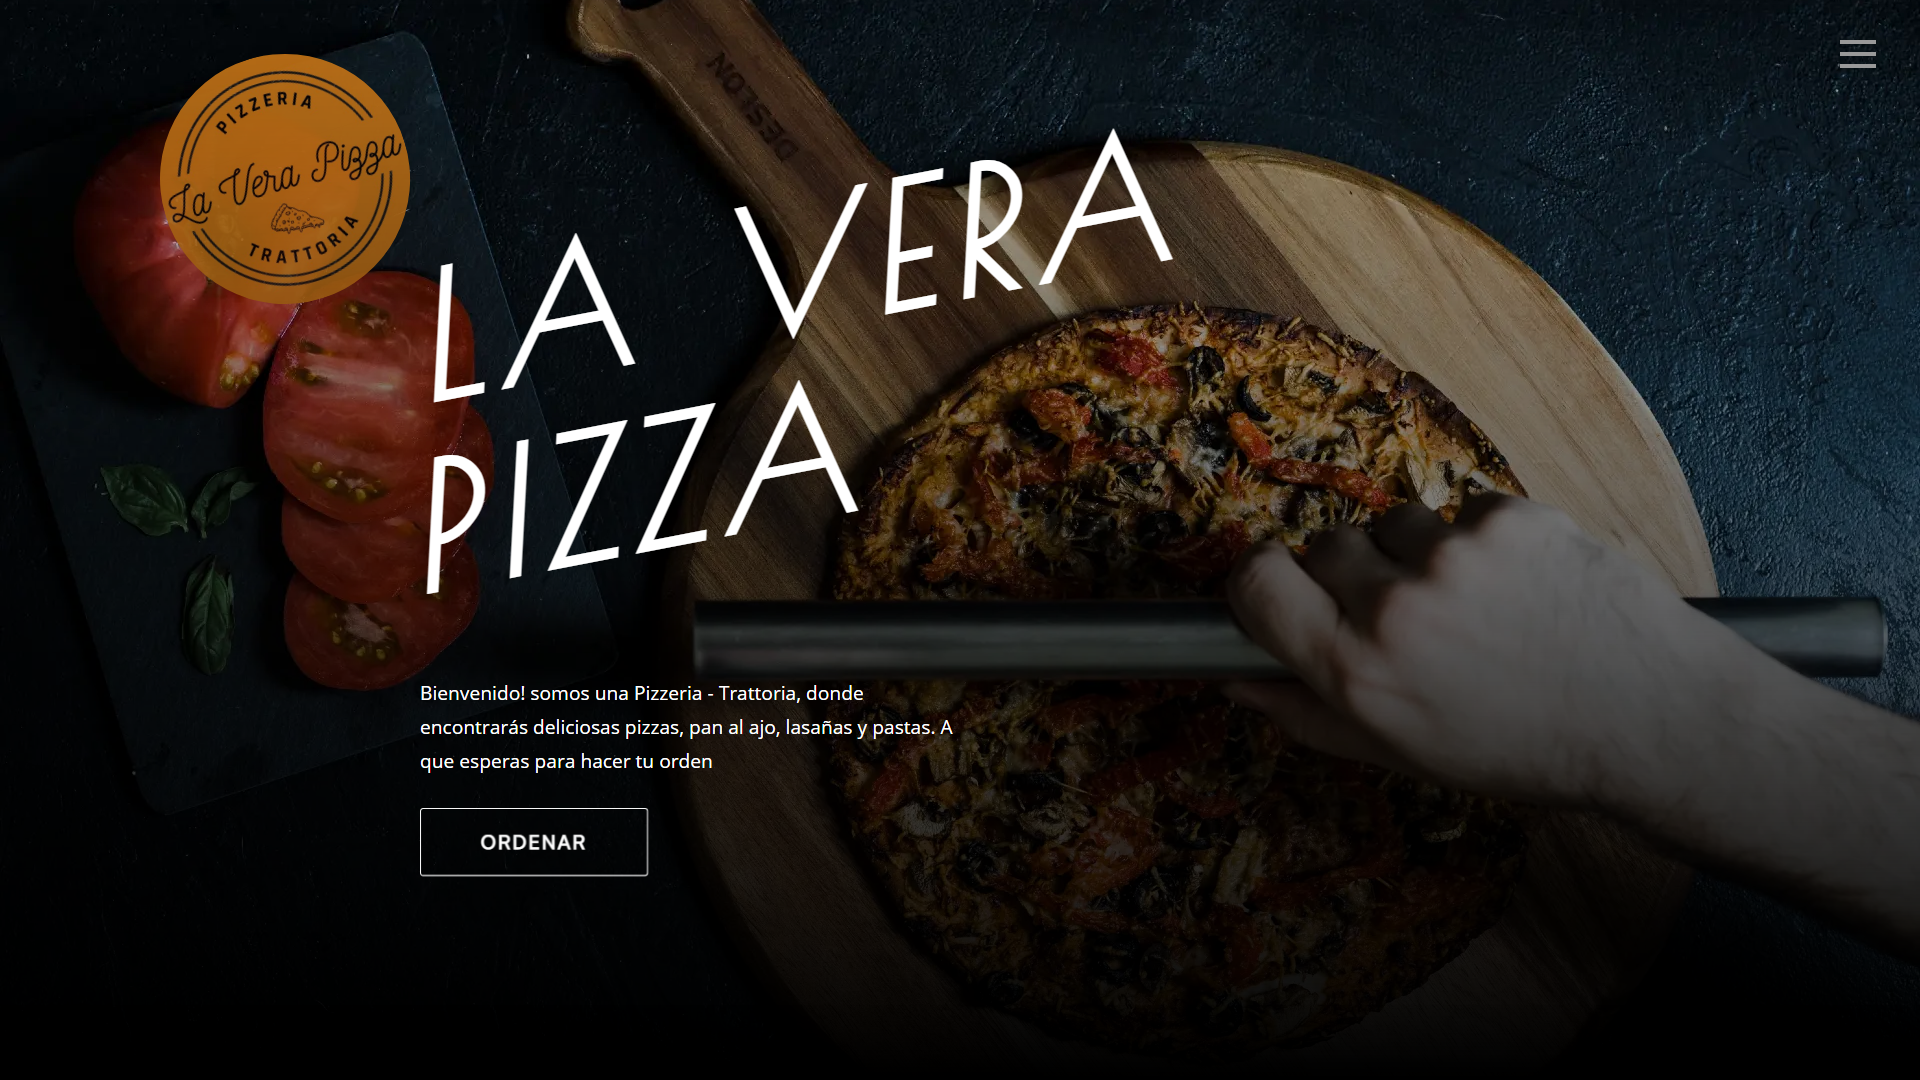 PIZZERIA
La Vera Pizza
TRATTORIA
DESLON
LA VERA
PIZZA
Bienvenido! somos una Pizzeria - Trattoria, donde
encontrarás deliciosas pizzas, pan al ajo, lasañas y pastas. A
que esperas para hacer tu orden
ORDENAR